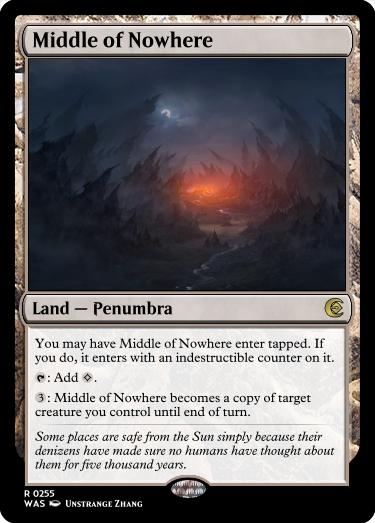 Middle of Nowhere
Land — Penumbra
You may have Middle of Nowhere enter tapped. If
you do, it enters with an indestructible counter on it.
: Add .
3: Middle of Nowhere becomes a copy of target
creature you control until end of turn.
Some places are safe from the Sun simply because their
denizens have made sure no humans have thought about
them for five thousand years.
R 0255
WAS Unstrange Zhang